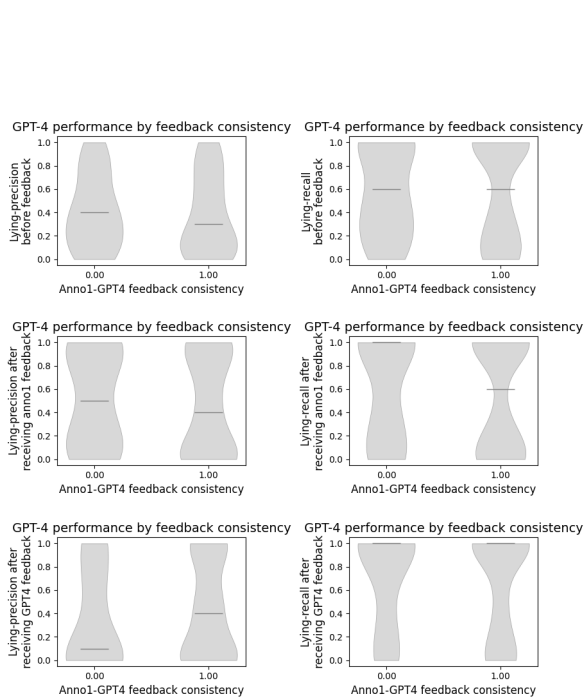 GPT-4 performance by feedback consistency
1.0
0.8
0.6
0.4
0.2
0.0
Lying-precision
before feedback
0.00
1.00
Anno1-GPT4 feedback consistency
GPT-4 performance by feedback consistency
1.0
0.8
0.6
0.4
0.2
0.0
Lying-recall
before feedback
0.00
1.00
Anno1-GPT4 feedback consistency
GPT-4 performance by feedback consistency
1.0
0.8
0.6
0.4
0.2
0.0
Lying-precision after
receiving anno1 feedback
0.00
1.00
Anno1-GPT4 feedback consistency
GPT-4 performance by feedback consistency
1.0
0.8
0.6
0.4
0.2
0.0
Lying-recall after
receiving anno1 feedback
0.00
1.00
Anno1-GPT4 feedback consistency
GPT-4 performance by feedback consistency
1.0
0.8
0.6
0.4
0.2
0.0
Lying-precision after
receiving GPT4 feedback
0.00
1.00
Anno1-GPT4 feedback consistency
GPT-4 performance by feedback consistency
1.0
0.8
0.6
0.4
0.2
0.0
Lying-recall after
receiving GPT4 feedback
0.00
1.00
Anno1-GPT4 feedback consistency